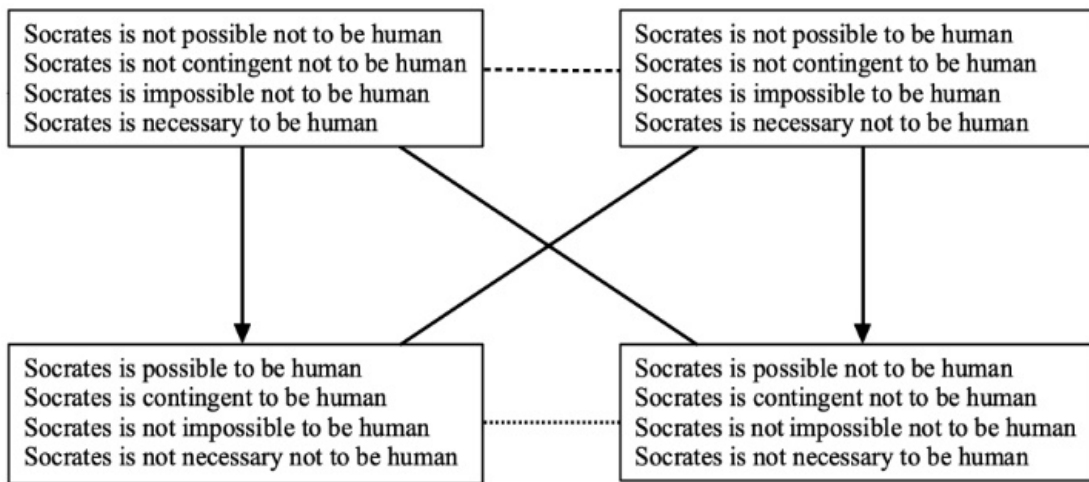 Socrates is not possible not to be human
Socrates is not contingent not to be human
Socrates is impossible not to be human
Socrates is necessary to be human
Socrates is not possible to be human
Socrates is not contingent to be human
Socrates is impossible to be human
Socrates is necessary not to be human
Socrates is possible to be human
Socrates is contingent to be human
Socrates is not impossible to be human
Socrates is not necessary not to be human
Socrates is possible not to be human
Socrates is contingent not to be human
Socrates is not impossible not to be human
Socrates is not necessary to be human